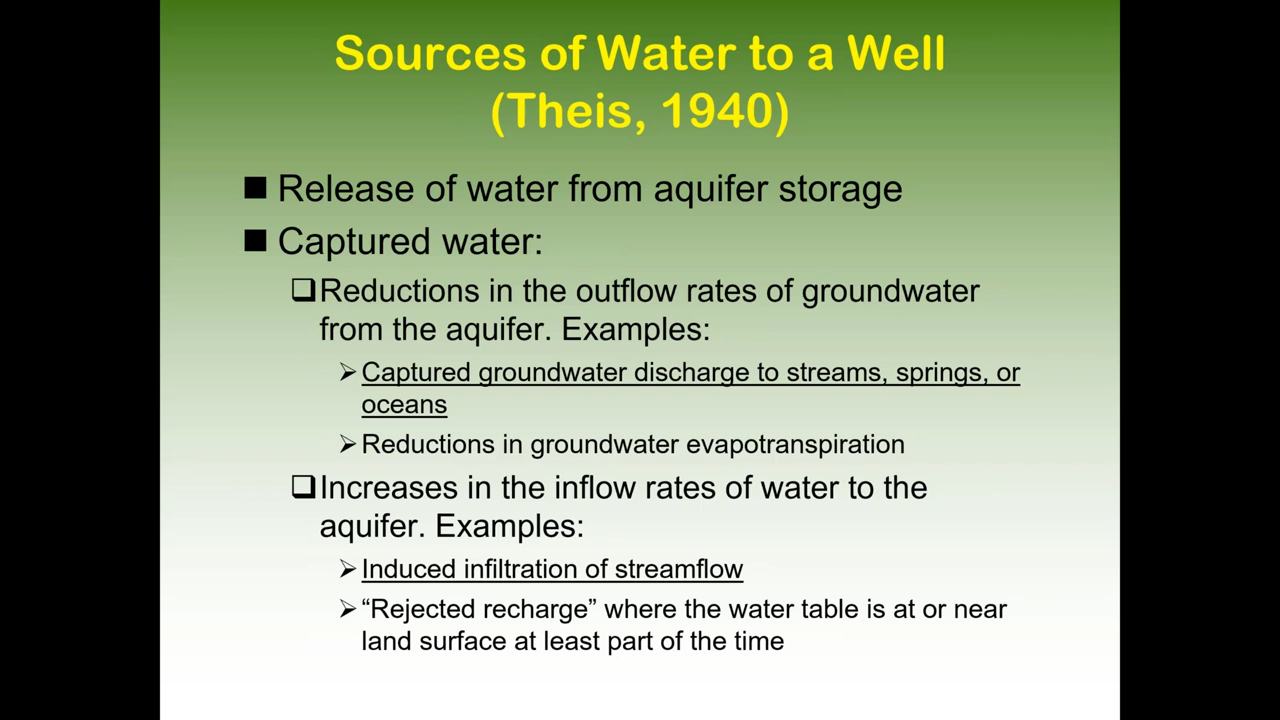 Sources of Water to a Well
(Theis, 1940)
■ Release of water from aquifer storage
■ Captured water:
❑Reductions in the outflow rates of groundwater
from the aquifer. Examples:
➢Captured groundwater discharge to streams, springs, or
oceans
➢Reductions in groundwater evapotranspiration
❑Increases in the inflow rates of water to the
aquifer. Examples:
➢Induced infiltration of streamflow
➢“Rejected recharge” where the water table is at or near
land surface at least part of the time